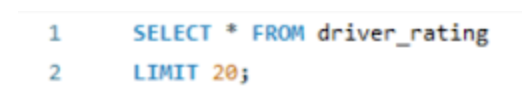 1 SELECT * FROM driver_rating
2 LIMIT 20;